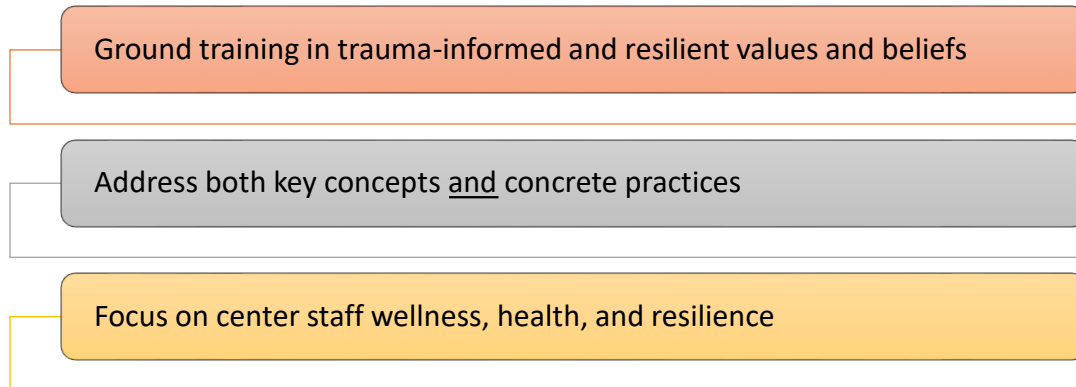 Ground training in trauma-informed and resilient values and beliefs
Address both key concepts and concrete practices
Focus on center staff wellness, health, and resilience